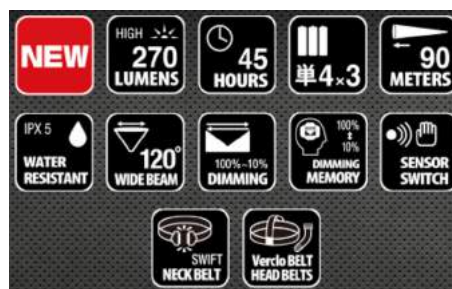 NEW
HIGH
270
LUMENS
45
HOURS
単4×3
90
METERS
IPX.5
WATER
RESISTANT
120°
WIDE BEAM
100%~10%
DIMMING
100%
10%
DIMMING
MEMORY
SENSOR
SWITCH
SWIFT
NECK BELT
Verclo BELT
HEAD BELTS